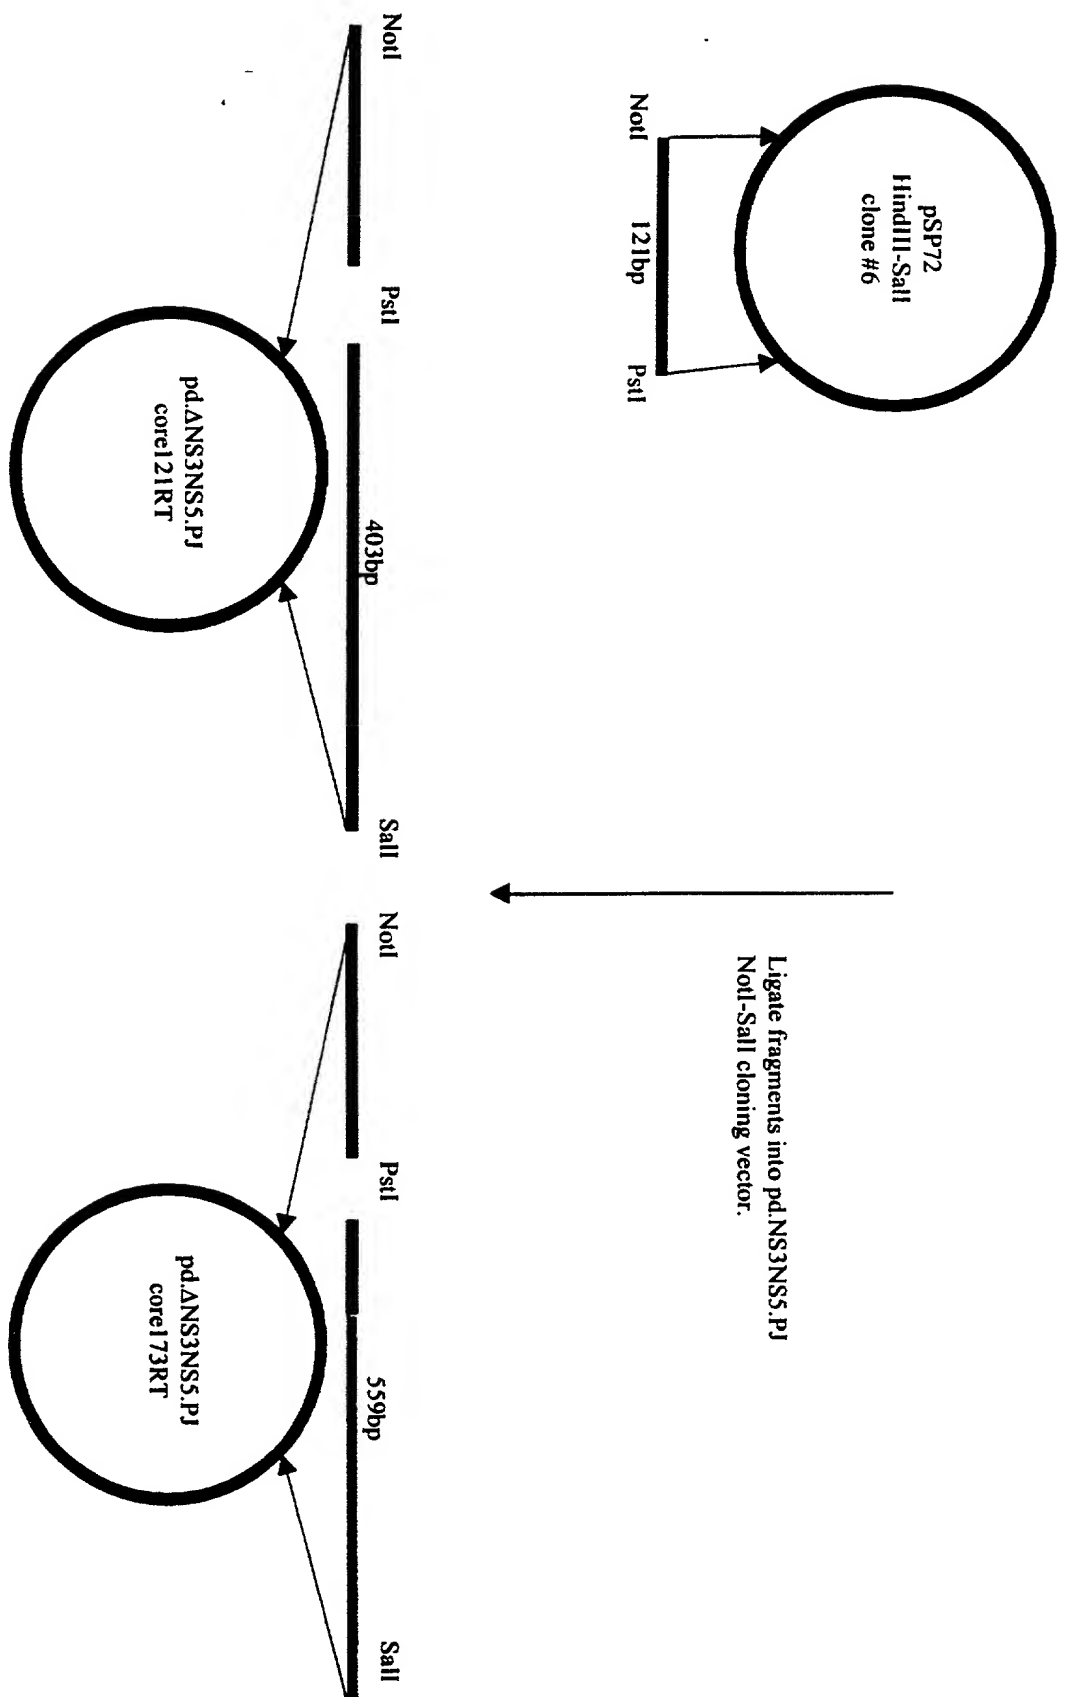 pSP72
HindIII-SalI
clone #6
NotI
121bp
PstI
Ligate fragments into pd.NS3NS5.PJ
NotI-SalI cloning vector.
NotI
PstI
403bp
SalI
NotI
PstI
559bp
SalI
pd.ΔNS3NS5.PJ
core121RT
pd.ΔNS3NS5.PJ
core173RT